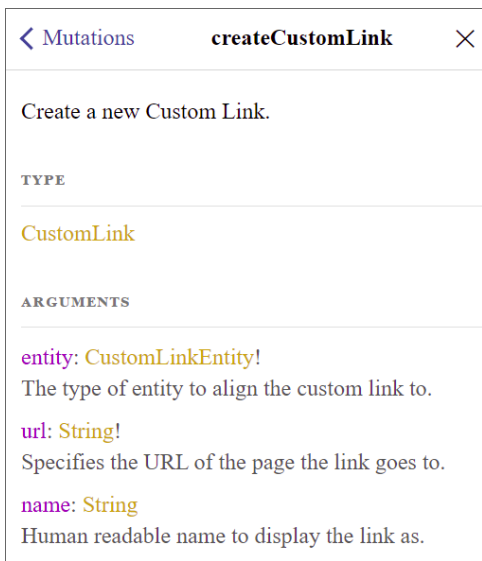 Mutations createCustomLink
Create a new Custom Link.
TYPE
CustomLink
ARGUMENTS
entity: CustomLinkEntity!
The type of entity to align the custom link to.
url: String!
Specifies the URL of the page the link goes to.
name: String
Human readable name to display the link as.